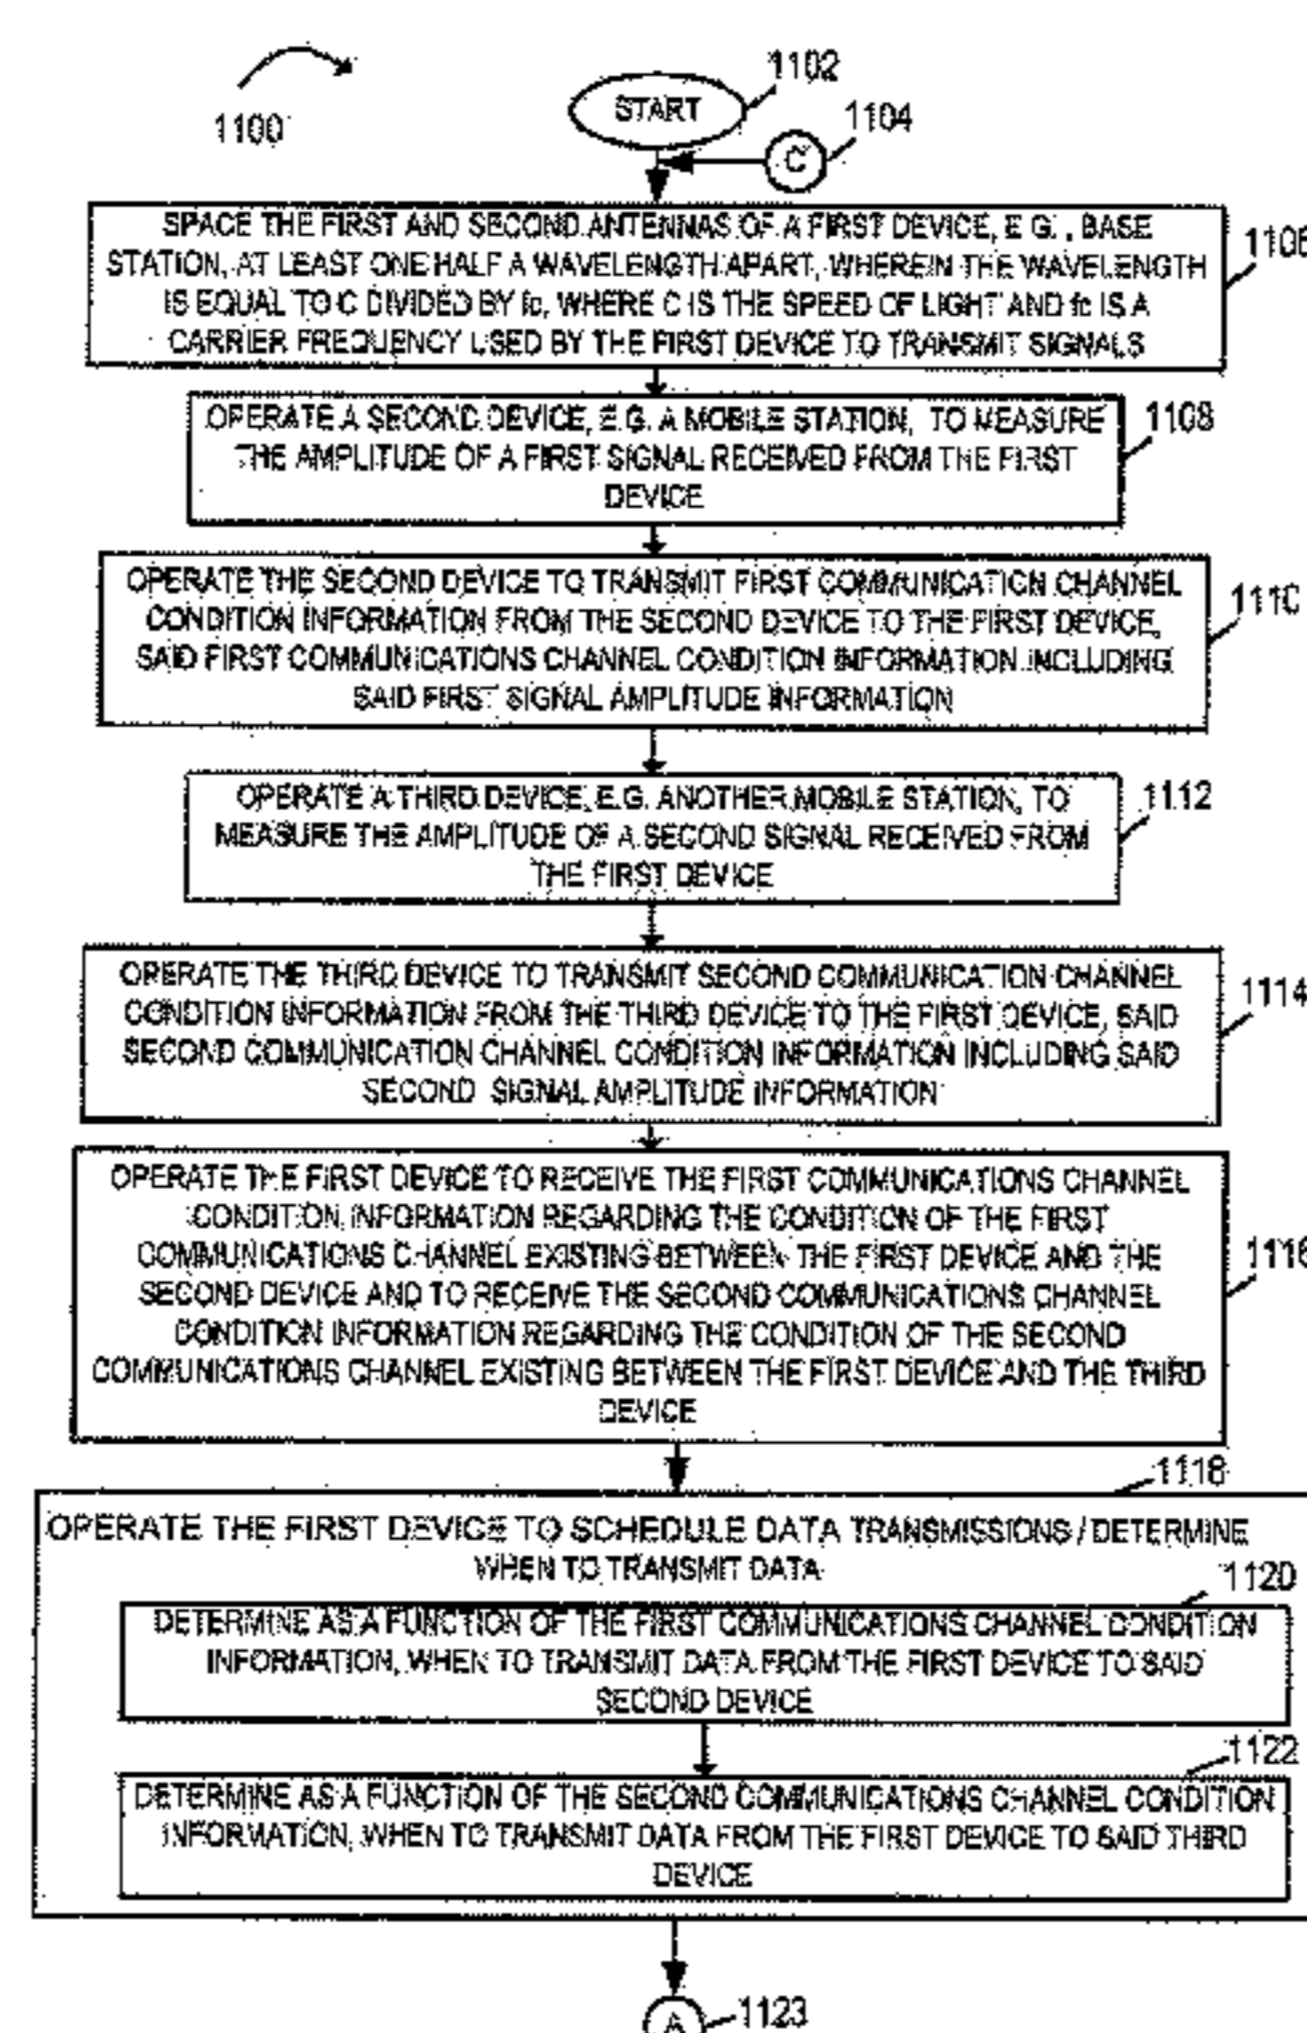 1100
START
1102
C
1104
SPACE THE FIRST AND SECOND ANTENNAS OF A FIRST DEVICE, E.G., BASE
STATION, AT LEAST ONE HALF A WAVELENGTH APART, WHEREIN THE WAVELENGTH
IS EQUAL TO C DIVIDED BY fc, WHERE C IS THE SPEED OF LIGHT AND fc IS A
CARRIER FREQUENCY USED BY THE FIRST DEVICE TO TRANSMIT SIGNALS
1106
OPERATE A SECOND DEVICE, E.G. A MOBILE STATION, TO MEASURE
THE AMPLITUDE OF A FIRST SIGNAL RECEIVED FROM THE FIRST
DEVICE
1108
OPERATE THE SECOND DEVICE TO TRANSMIT FIRST COMMUNICATION CHANNEL
CONDITION INFORMATION FROM THE SECOND DEVICE TO THE FIRST DEVICE,
SAID FIRST COMMUNICATIONS CHANNEL CONDITION INFORMATION INCLUDING
SAID FIRST SIGNAL AMPLITUDE INFORMATION
1110
OPERATE A THIRD DEVICE, E.G. ANOTHER MOBILE STATION, TO
MEASURE THE AMPLITUDE OF A SECOND SIGNAL RECEIVED FROM
THE FIRST DEVICE
1112
OPERATE THE THIRD DEVICE TO TRANSMIT SECOND COMMUNICATION CHANNEL
CONDITION INFORMATION FROM THE THIRD DEVICE TO THE FIRST DEVICE, SAID
SECOND COMMUNICATION CHANNEL CONDITION INFORMATION INCLUDING SAID
SECOND SIGNAL AMPLITUDE INFORMATION
1114
OPERATE THE FIRST DEVICE TO RECEIVE THE FIRST COMMUNICATIONS CHANNEL
CONDITION INFORMATION REGARDING THE CONDITION OF THE FIRST
COMMUNICATIONS CHANNEL EXISTING BETWEEN THE FIRST DEVICE AND THE
SECOND DEVICE AND TO RECEIVE THE SECOND COMMUNICATIONS CHANNEL
CONDITION INFORMATION REGARDING THE CONDITION OF THE SECOND
COMMUNICATIONS CHANNEL EXISTING BETWEEN THE FIRST DEVICE AND THE THIRD
DEVICE
1116
1118
OPERATE THE FIRST DEVICE TO SCHEDULE DATA TRANSMISSIONS / DETERMINE
WHEN TO TRANSMIT DATA
1120
DETERMINE AS A FUNCTION OF THE FIRST COMMUNICATIONS CHANNEL CONDITION
INFORMATION, WHEN TO TRANSMIT DATA FROM THE FIRST DEVICE TO SAID
SECOND DEVICE
1122
DETERMINE AS A FUNCTION OF THE SECOND COMMUNICATIONS CHANNEL CONDITION
INFORMATION, WHEN TO TRANSMIT DATA FROM THE FIRST DEVICE TO SAID THIRD
DEVICE
A
1123